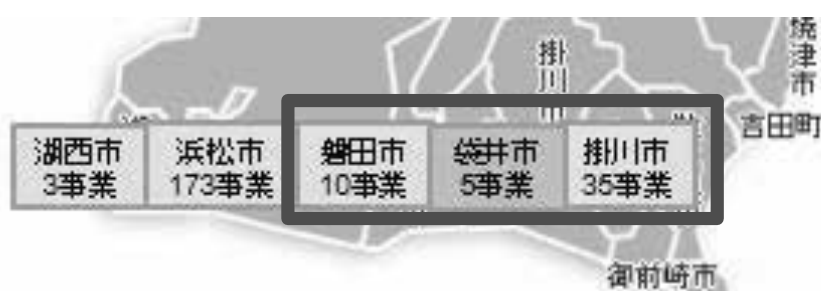 焼津市
掛川市
吉田町
湖西市
3事業
浜松市
173事業
磐田市
10事業
袋井市
5事業
掛川市
35事業
御前崎市